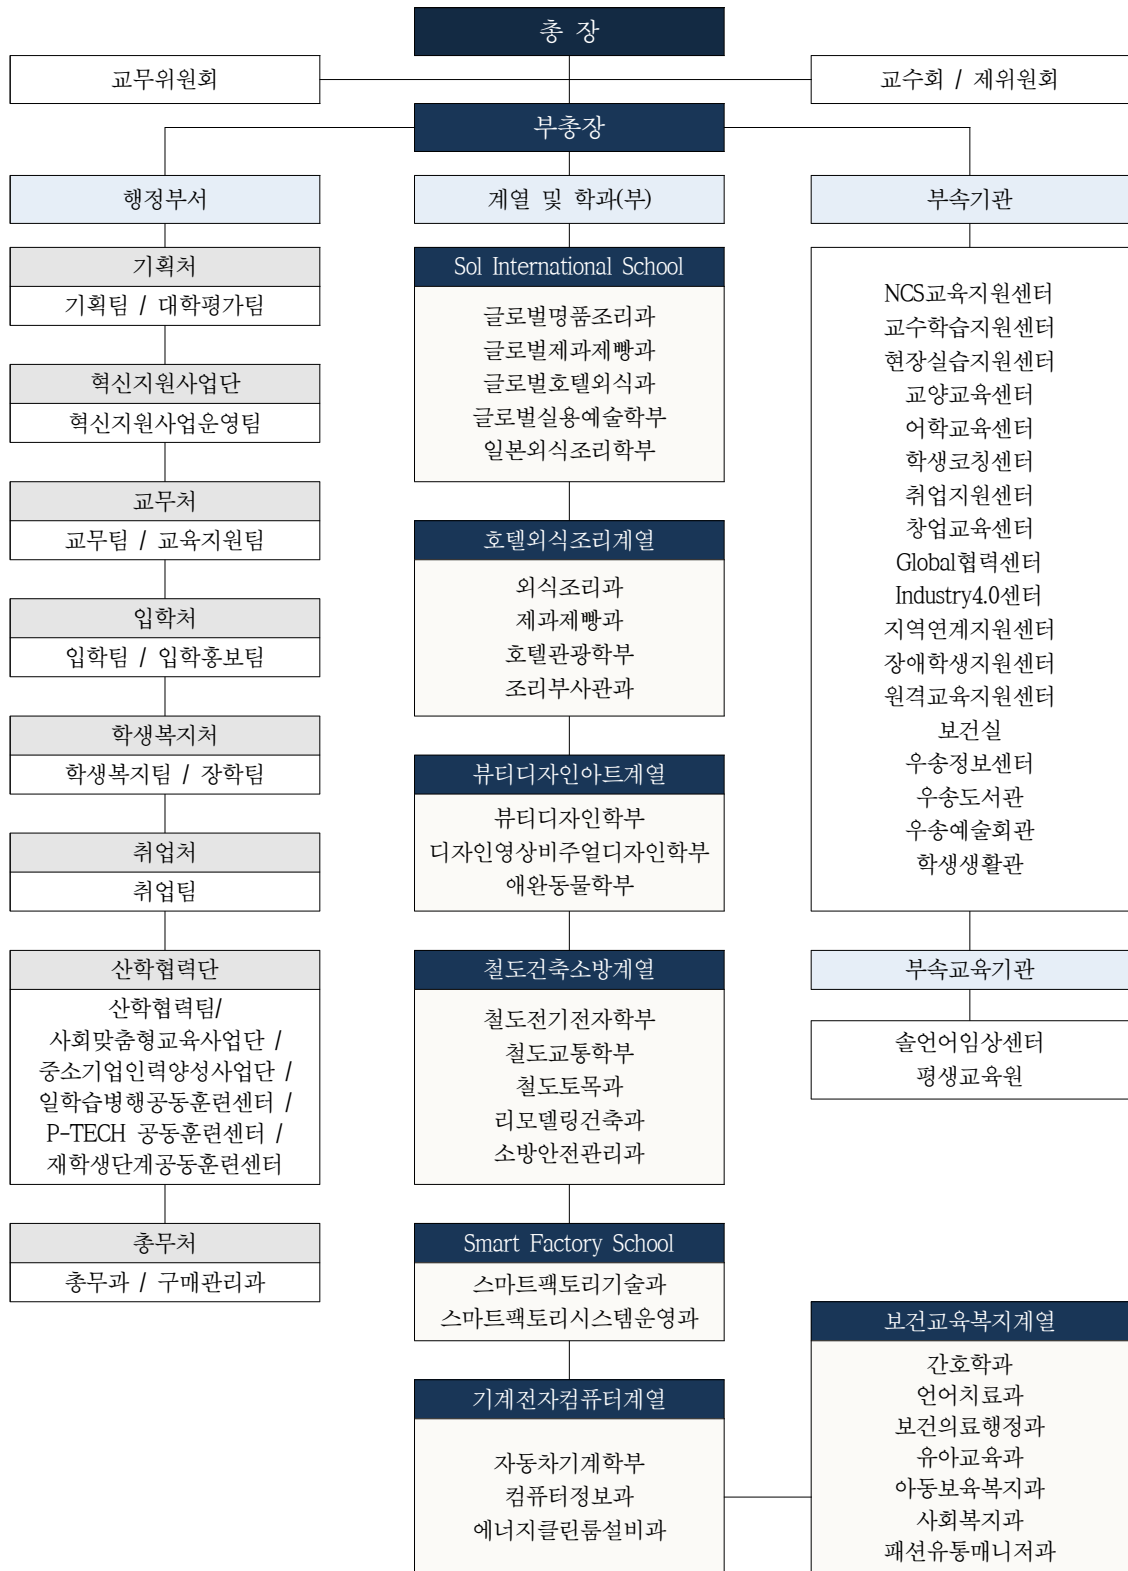 총 장
교무위원회
교수회 / 제위원회
부총장
행정부서
계열 및 학과(부)
부속기관
기획처
기획팀 / 대학평가팀
혁신지원사업단
혁신지원사업운영팀
교무처
교무팀 / 교육지원팀
입학처
입학팀 / 입학홍보팀
학생복지처
학생복지팀 / 장학팀
취업처
취업팀
산학협력단
산학협력팀/
사회맞춤형교육사업단 /
중소기업인력양성사업단 /
일학습병행공동훈련센터 /
P-TECH 공동훈련센터 /
재학생단계공동훈련센터
총무처
총무과 / 구매관리과
Sol International School
글로벌명품조리과
글로벌제과제빵과
글로벌호텔외식과
글로벌실용예술학부
일본외식조리학부
호텔외식조리계열
외식조리과
제과제빵과
호텔관광학부
조리부사관과
뷰티디자인아트계열
뷰티디자인학부
디자인영상비주얼디자인학부
애완동물학부
철도건축소방계열
철도전기전자학부
철도교통학부
철도토목과
리모델링건축과
소방안전관리과
Smart Factory School
스마트팩토리기술과
스마트팩토리시스템운영과
기계전자컴퓨터계열
자동차기계학부
컴퓨터정보과
에너지클린룸설비과
NCS교육지원센터
교수학습지원센터
현장실습지원센터
교양교육센터
어학교육센터
학생코칭센터
취업지원센터
창업교육센터
Global협력센터
Industry4.0센터
지역연계지원센터
장애학생지원센터
원격교육지원센터
보건실
우송정보센터
우송도서관
우송예술회관
학생생활관
부속교육기관
솔언어임상센터
평생교육원
보건교육복지계열
간호학과
언어치료과
보건의료행정과
유아교육과
아동보육복지과
사회복지과
패션유통매니저과